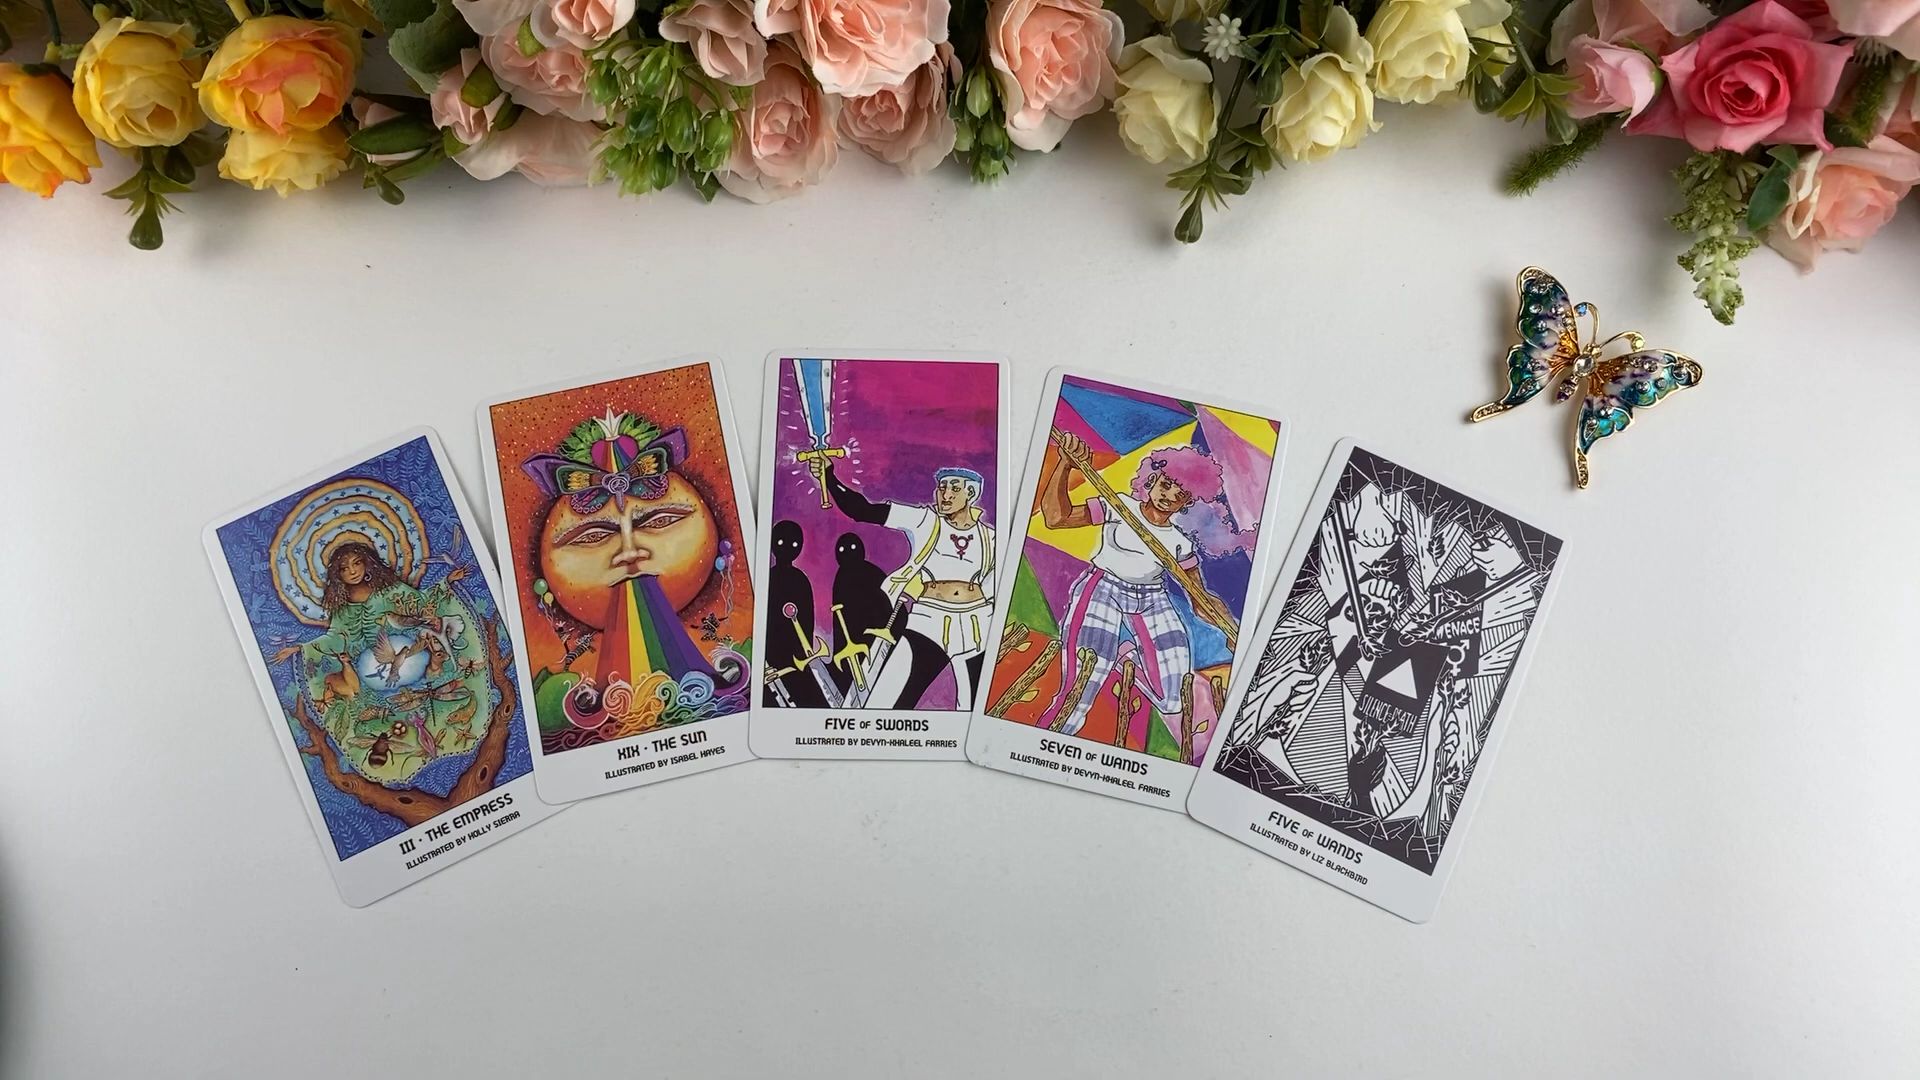 III · THE EMPRESS
ILLUSTRATED BY HOLLY SIERRA
XIX · THE SUN
ILLUSTRATED BY ISABEL HAYES
FIVE OF SWORDS
ILLUSTRATED BY DEVYN-KHALEEL FARRIES
SEVEN OF WANDS
ILLUSTRATED BY DEVYN-KHALEEL FARRIES
MENACE
SILENCE=DEATH
FIVE OF WANDS
ILLUSTRATED BY LIZ BLACKBIRD